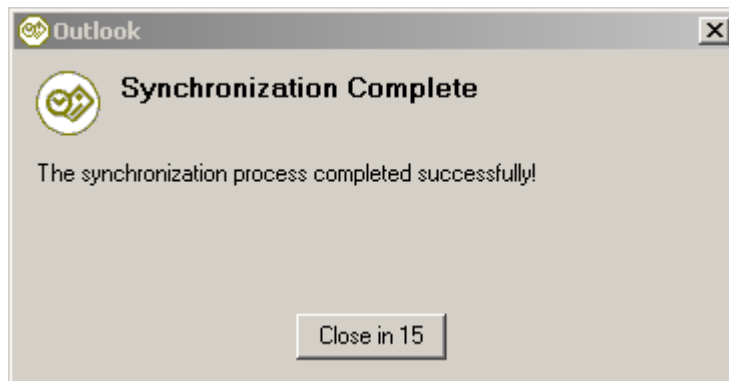 Outlook
Synchronization Complete
The synchronization process completed successfully!
Close in 15